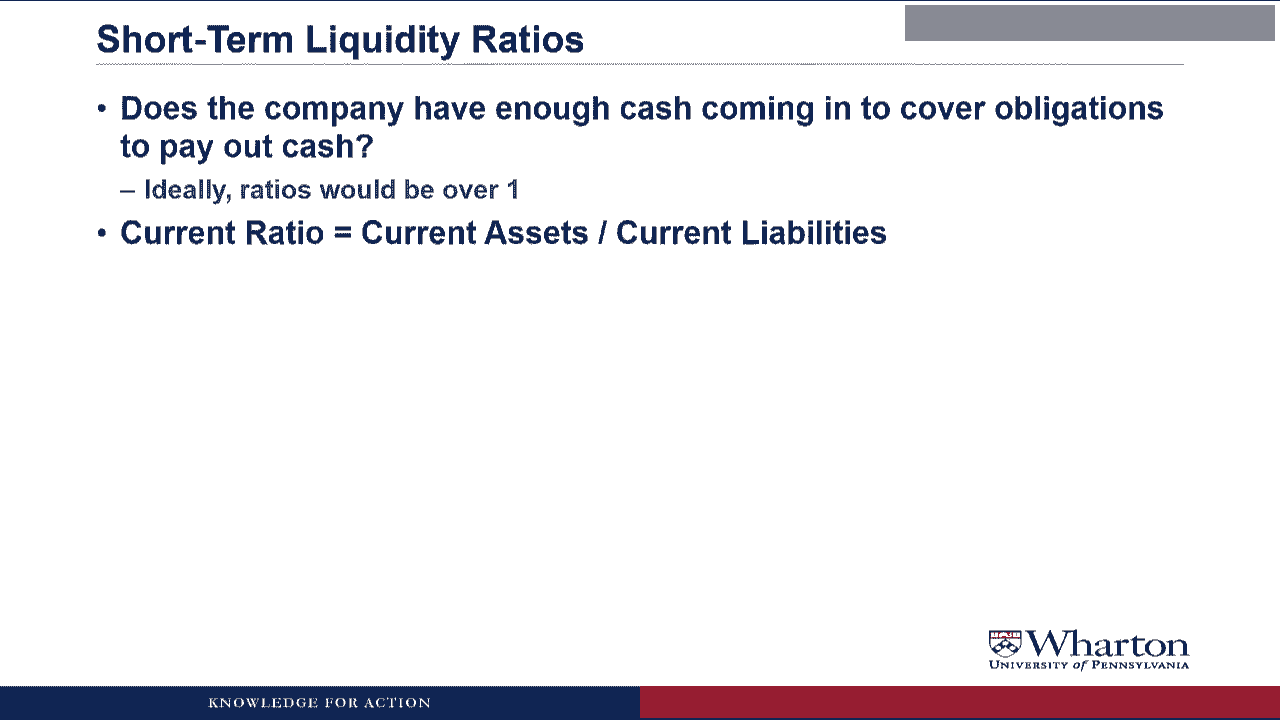 Short-Term Liquidity Ratios
• Does the company have enough cash coming in to cover obligations
to pay out cash?
– Ideally, ratios would be over 1
• Current Ratio = Current Assets / Current Liabilities
Wharton
UNIVERSITY of PENNSYLVANIA
KNOWLEDGE FOR ACTION